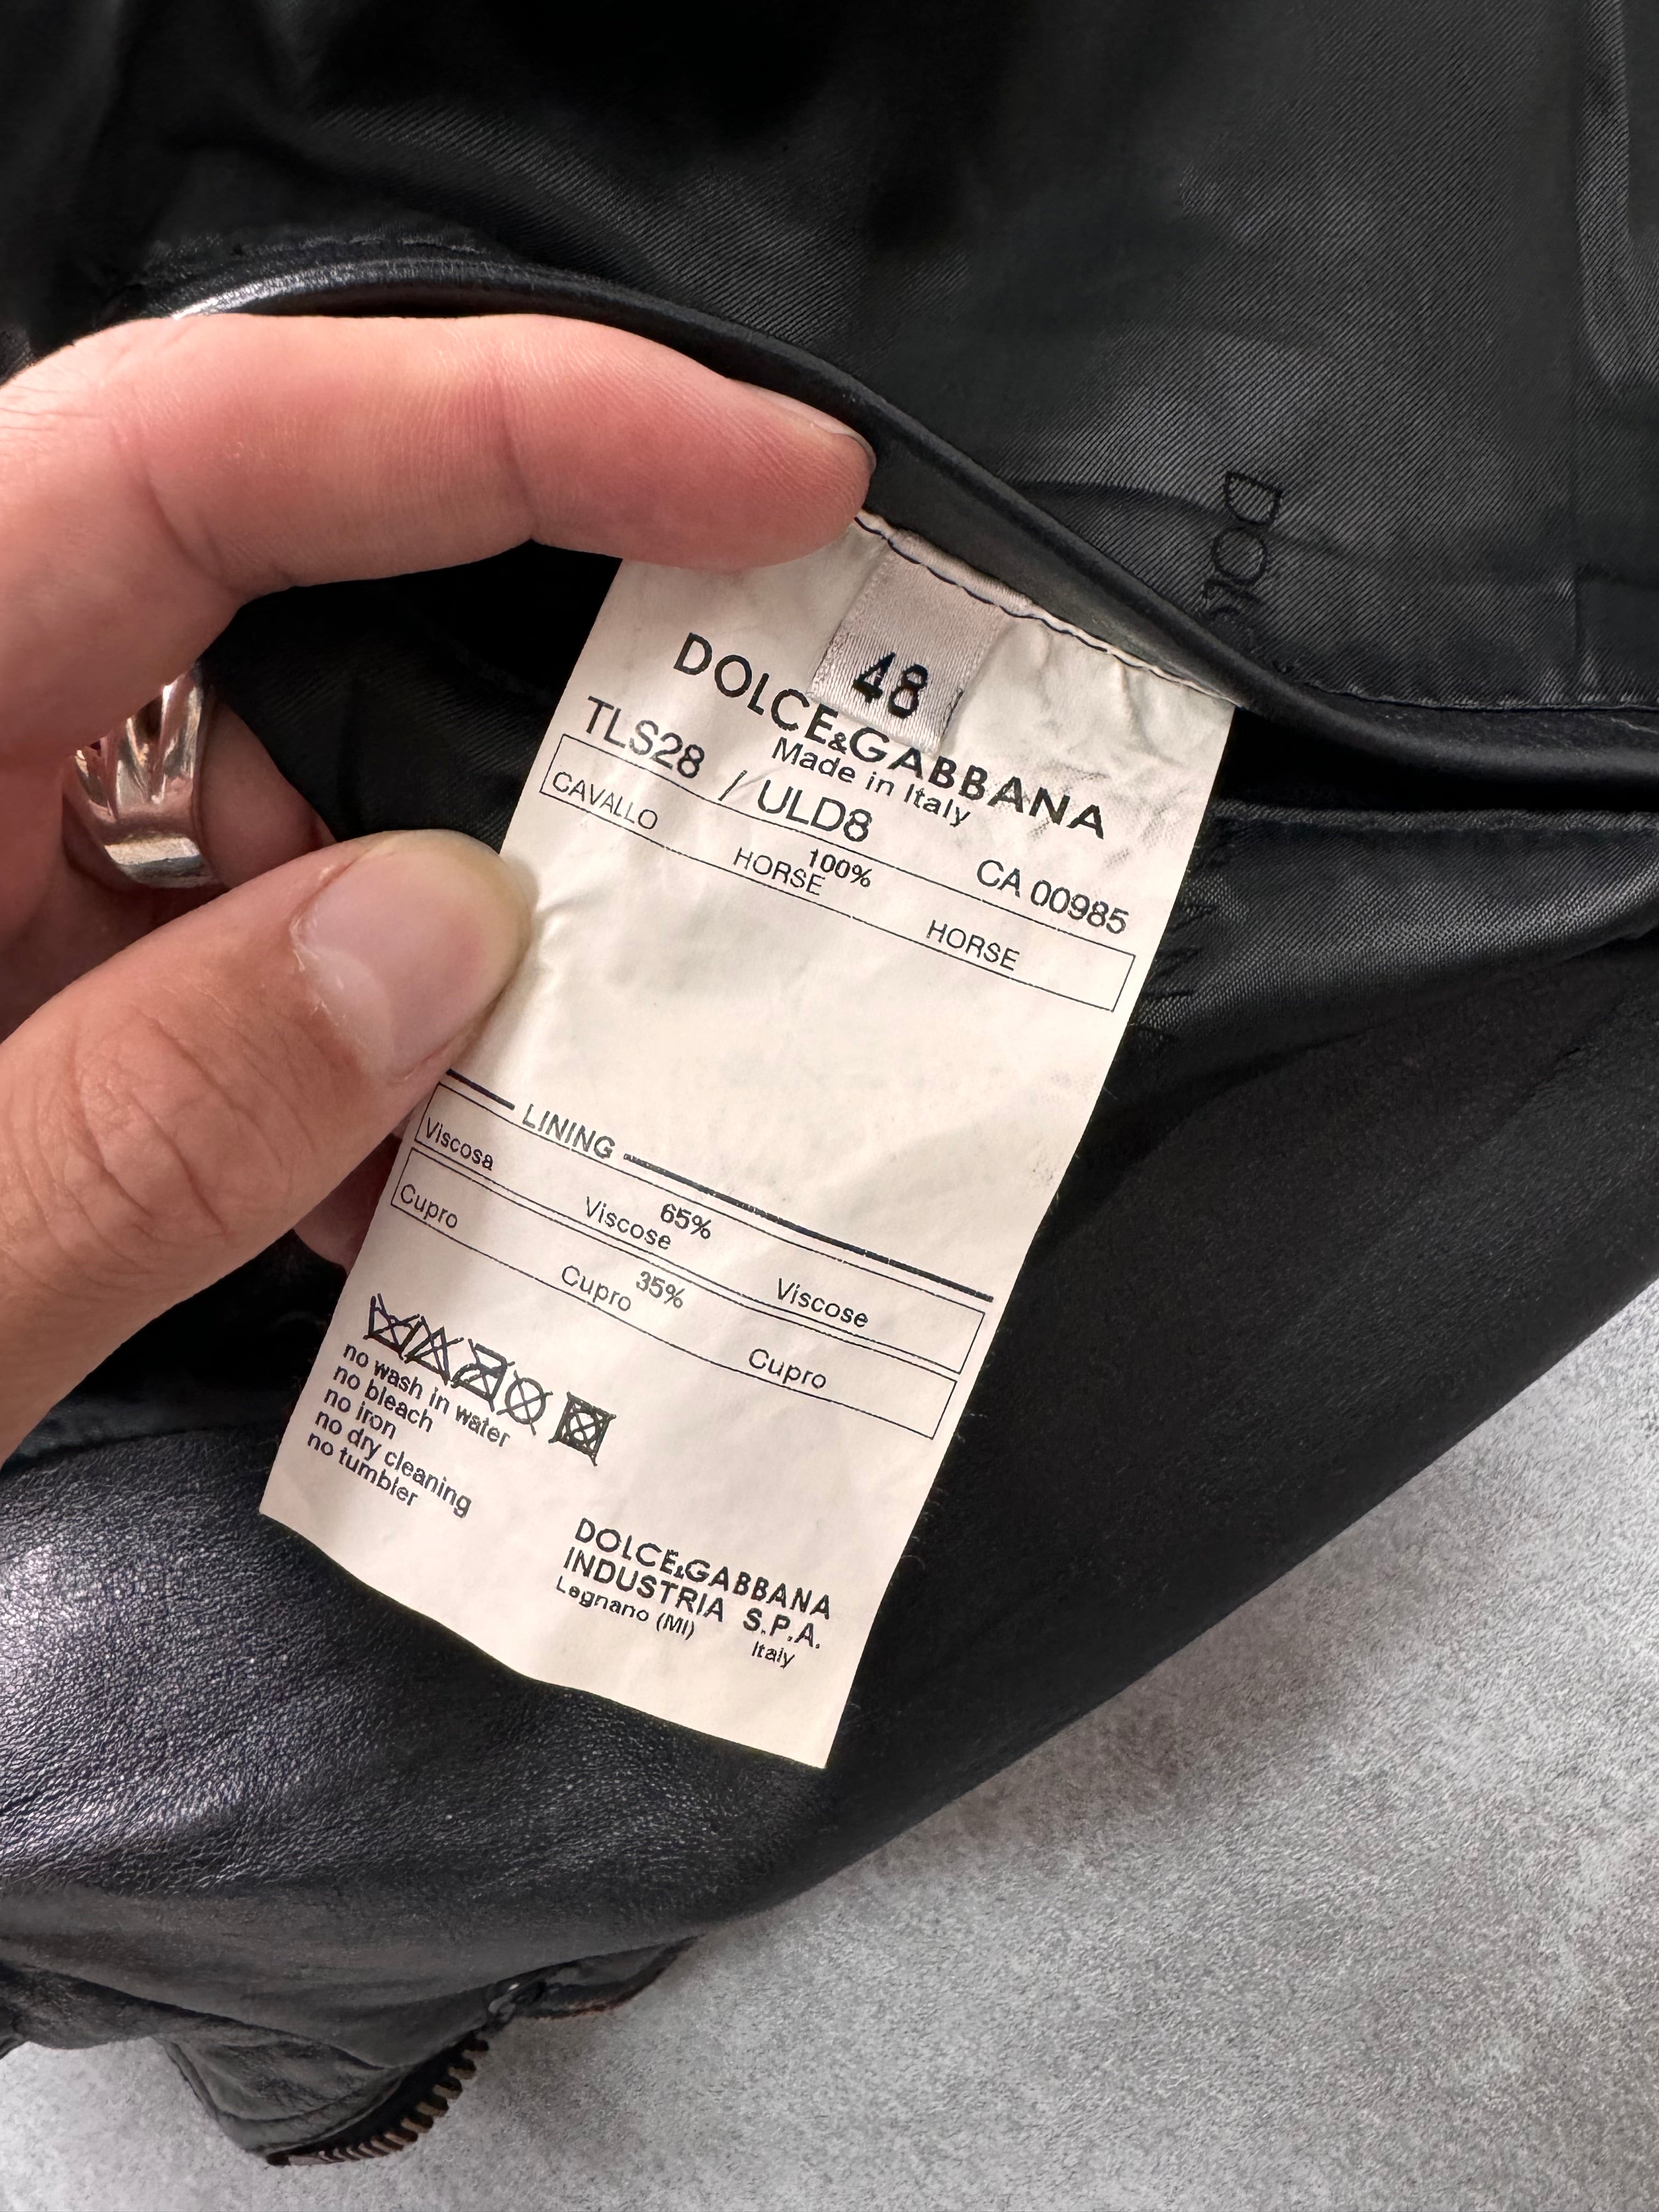 DOLCE
48
DOLCE&GABBANA
Made in Italy
TLS28 / ULD8 CA 00985
CAVALLO 100%
HORSE HORSE
LINING
Viscosa 65%
Viscose Viscose
Cupro 35%
Cupro Cupro
no wash in water
no bleach
no iron
no dry cleaning
no tumbler
DOLCE&GABBANA
INDUSTRIA S.P.A.
Legnano (MI)
Italy